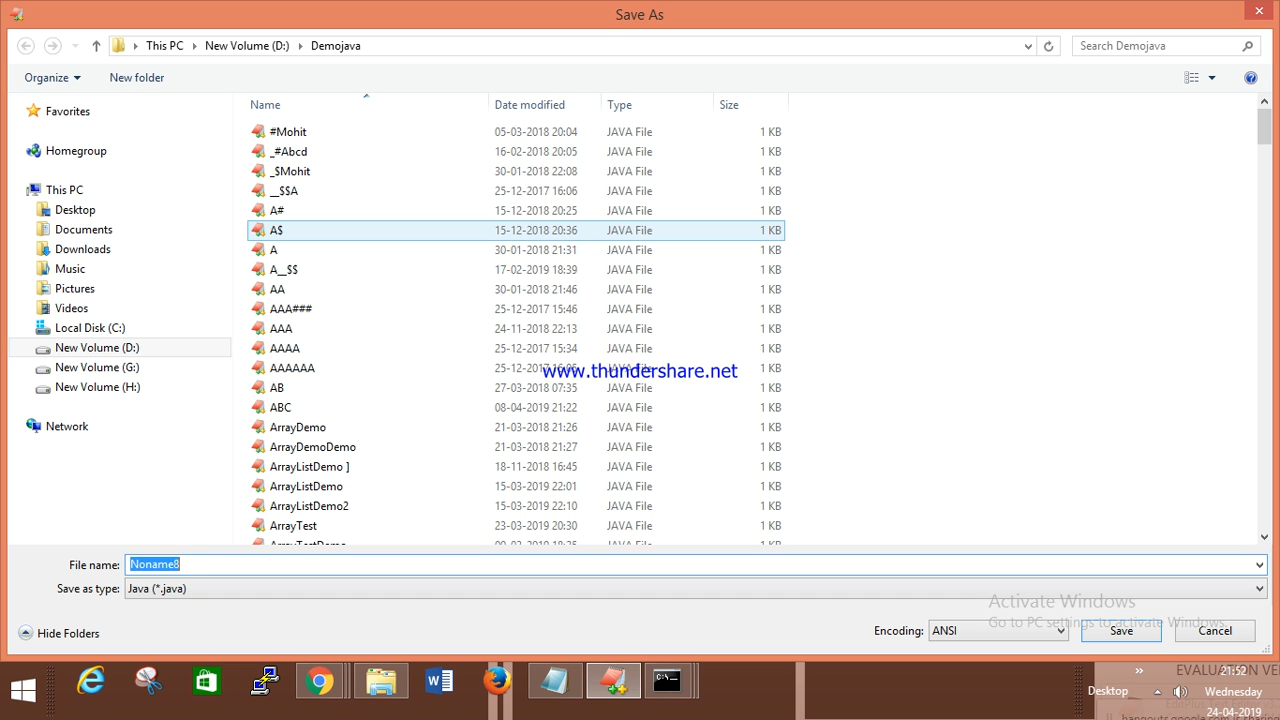 Save As
This PC
New Volume (D:)
Demojava
Search Demojava
Organize
New folder
Name
Date modified
Type
Size
Favorites
Homegroup
This PC
Desktop
Documents
Downloads
Music
Pictures
Videos
Local Disk (C:)
New Volume (D:)
New Volume (G:)
New Volume (H:)
Network
#Mohit 05-03-2018 20:04 JAVA File 1 KB
_#Abcd 16-02-2018 20:05 JAVA File 1 KB
_$Mohit 30-01-2018 22:08 JAVA File 1 KB
__$$A 25-12-2017 16:06 JAVA File 1 KB
A# 15-12-2018 20:25 JAVA File 1 KB
A$ 15-12-2018 20:36 JAVA File 1 KB
A 30-01-2018 21:31 JAVA File 1 KB
A__$$ 17-02-2019 18:39 JAVA File 1 KB
AA 30-01-2018 21:46 JAVA File 1 KB
AAA### 25-12-2017 15:46 JAVA File 1 KB
AAA 24-11-2018 22:13 JAVA File 1 KB
AAAA 25-12-2017 15:34 JAVA File 1 KB
AAAAAA 25-12-2017 JAVA File 1 KB
www.thundershare.net
AB 27-03-2018 07:35 JAVA File 1 KB
ABC 08-04-2019 21:22 JAVA File 1 KB
ArrayDemo 21-03-2018 21:26 JAVA File 1 KB
ArrayDemoDemo 21-03-2018 21:27 JAVA File 1 KB
ArrayListDemo ] 18-11-2018 16:45 JAVA File 1 KB
ArrayListDemo 15-03-2019 22:01 JAVA File 1 KB
ArrayListDemo2 15-03-2019 22:10 JAVA File 1 KB
ArrayTest 23-03-2019 20:30 JAVA File 1 KB
File name: Noname8
Save as type: Java (*.java)
Activate Windows
Go to PC settings to activate Windows.
Hide Folders
Encoding: ANSI
Save
Cancel
EVALUATION VE
21:52
Desktop
Wednesday
24-04-2019